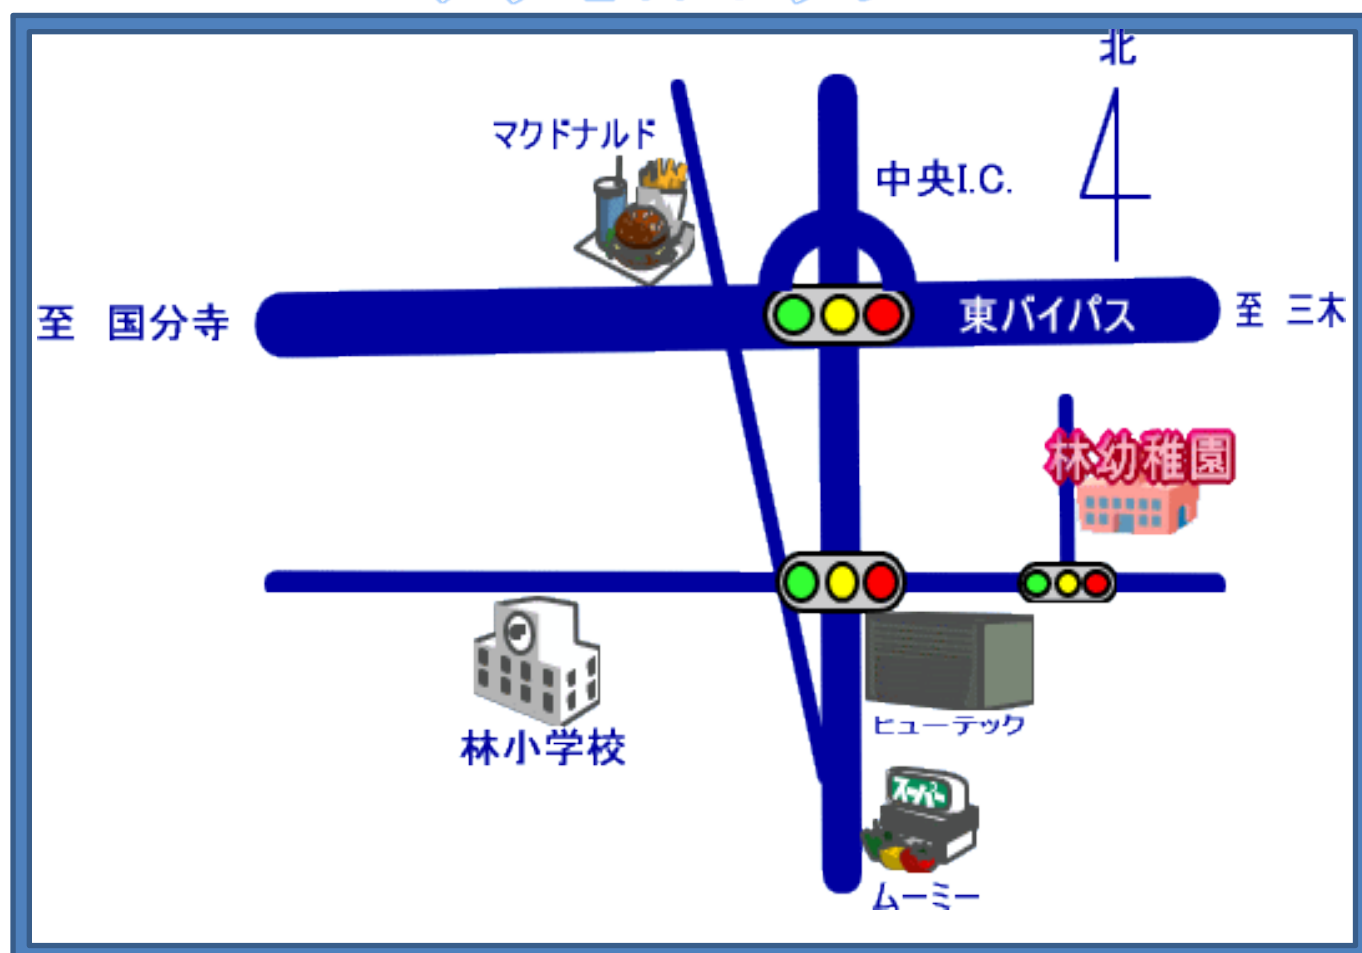 北
マクドナルド
中央I.C.
至 国分寺
東バイパス
至 三木
林幼稚園
林小学校
ヒューテック
スーパー
ムーミー